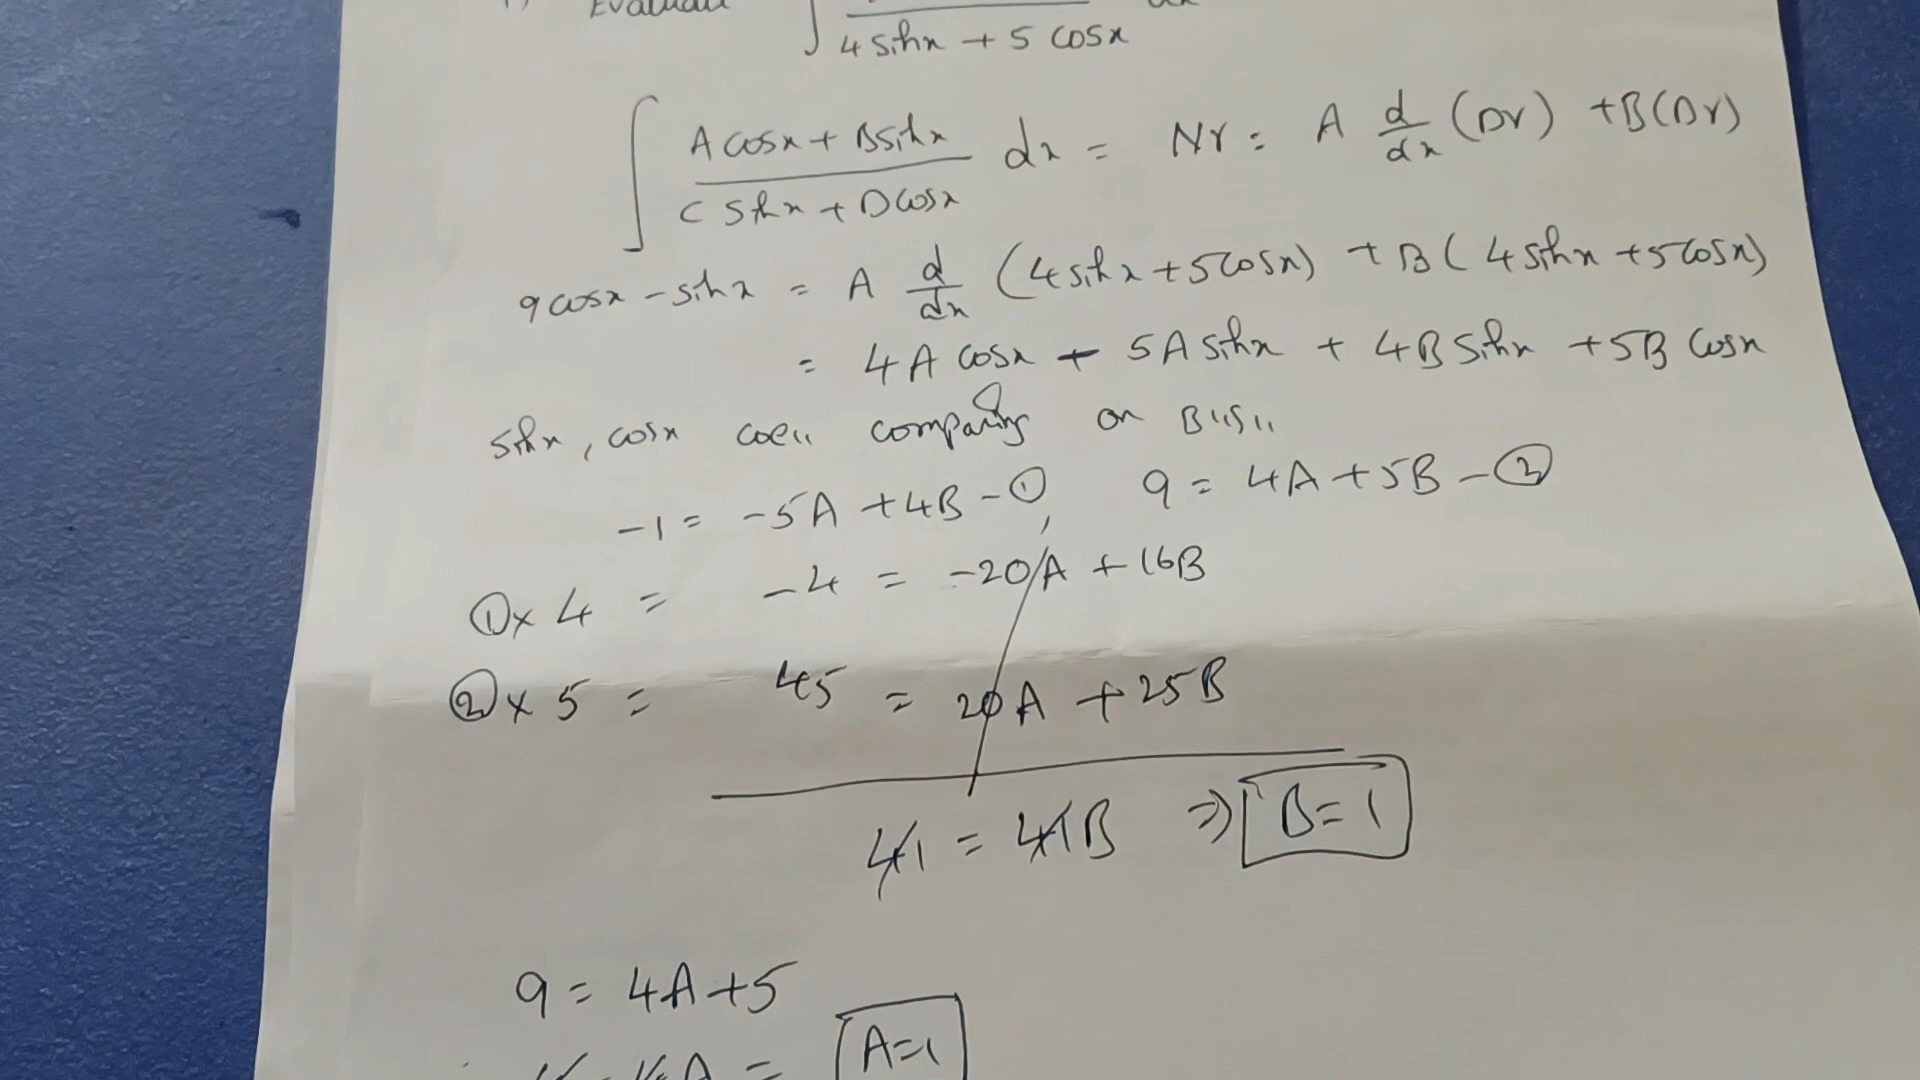 Evaluate ∫ / 4 sinx + 5 cosx dx
∫ A cosx + B sinx / C sinx + D cosx dx = Nr = A d/dx (Dr) + B(Dr)
9 cosx - sinx = A d/dx (4 sinx + 5 cosx) + B( 4 sinx + 5 cosx)
= 4A cosx - 5A sinx + 4B sinx + 5B cosx
sinx, cosx coe,, comparing on B,,S,,
-1 = -5A + 4B - ①, 9 = 4A + 5B - ②
① x 4 = -4 = -20A + 16B
② x 5 = 45 = 20A + 25B
41 = 41B ⇒ B = 1
9 = 4A + 5
A = 1